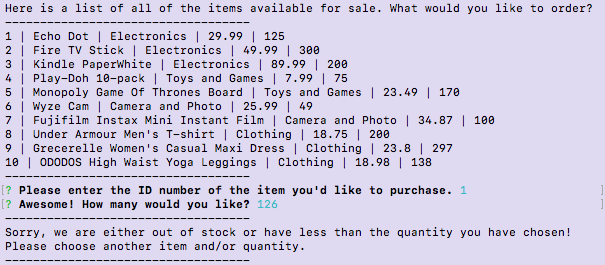 Here is a list of all of the items available for sale. What would you like to order?
-----------------------------------
1 | Echo Dot | Electronics | 29.99 | 125
2 | Fire TV Stick | Electronics | 49.99 | 300
3 | Kindle PaperWhite | Electronics | 89.99 | 200
4 | Play-Doh 10-pack | Toys and Games | 7.99 | 75
5 | Monopoly Game Of Thrones Board | Toys and Games | 23.49 | 170
6 | Wyze Cam | Camera and Photo | 25.99 | 49
7 | Fujifilm Instax Mini Instant Film | Camera and Photo | 34.87 | 100
8 | Under Armour Men's T-shirt | Clothing | 18.75 | 200
9 | Grecerelle Women's Casual Maxi Dress | Clothing | 23.8 | 297
10 | ODODOS High Waist Yoga Leggings | Clothing | 18.98 | 138
-----------------------------------
[? Please enter the ID number of the item you'd like to purchase. 1 ]
[? Awesome! How many would you like? 126 ]
-----------------------------------
Sorry, we are either out of stock or have less than the quantity you have chosen!
Please choose another item and/or quantity.
-----------------------------------